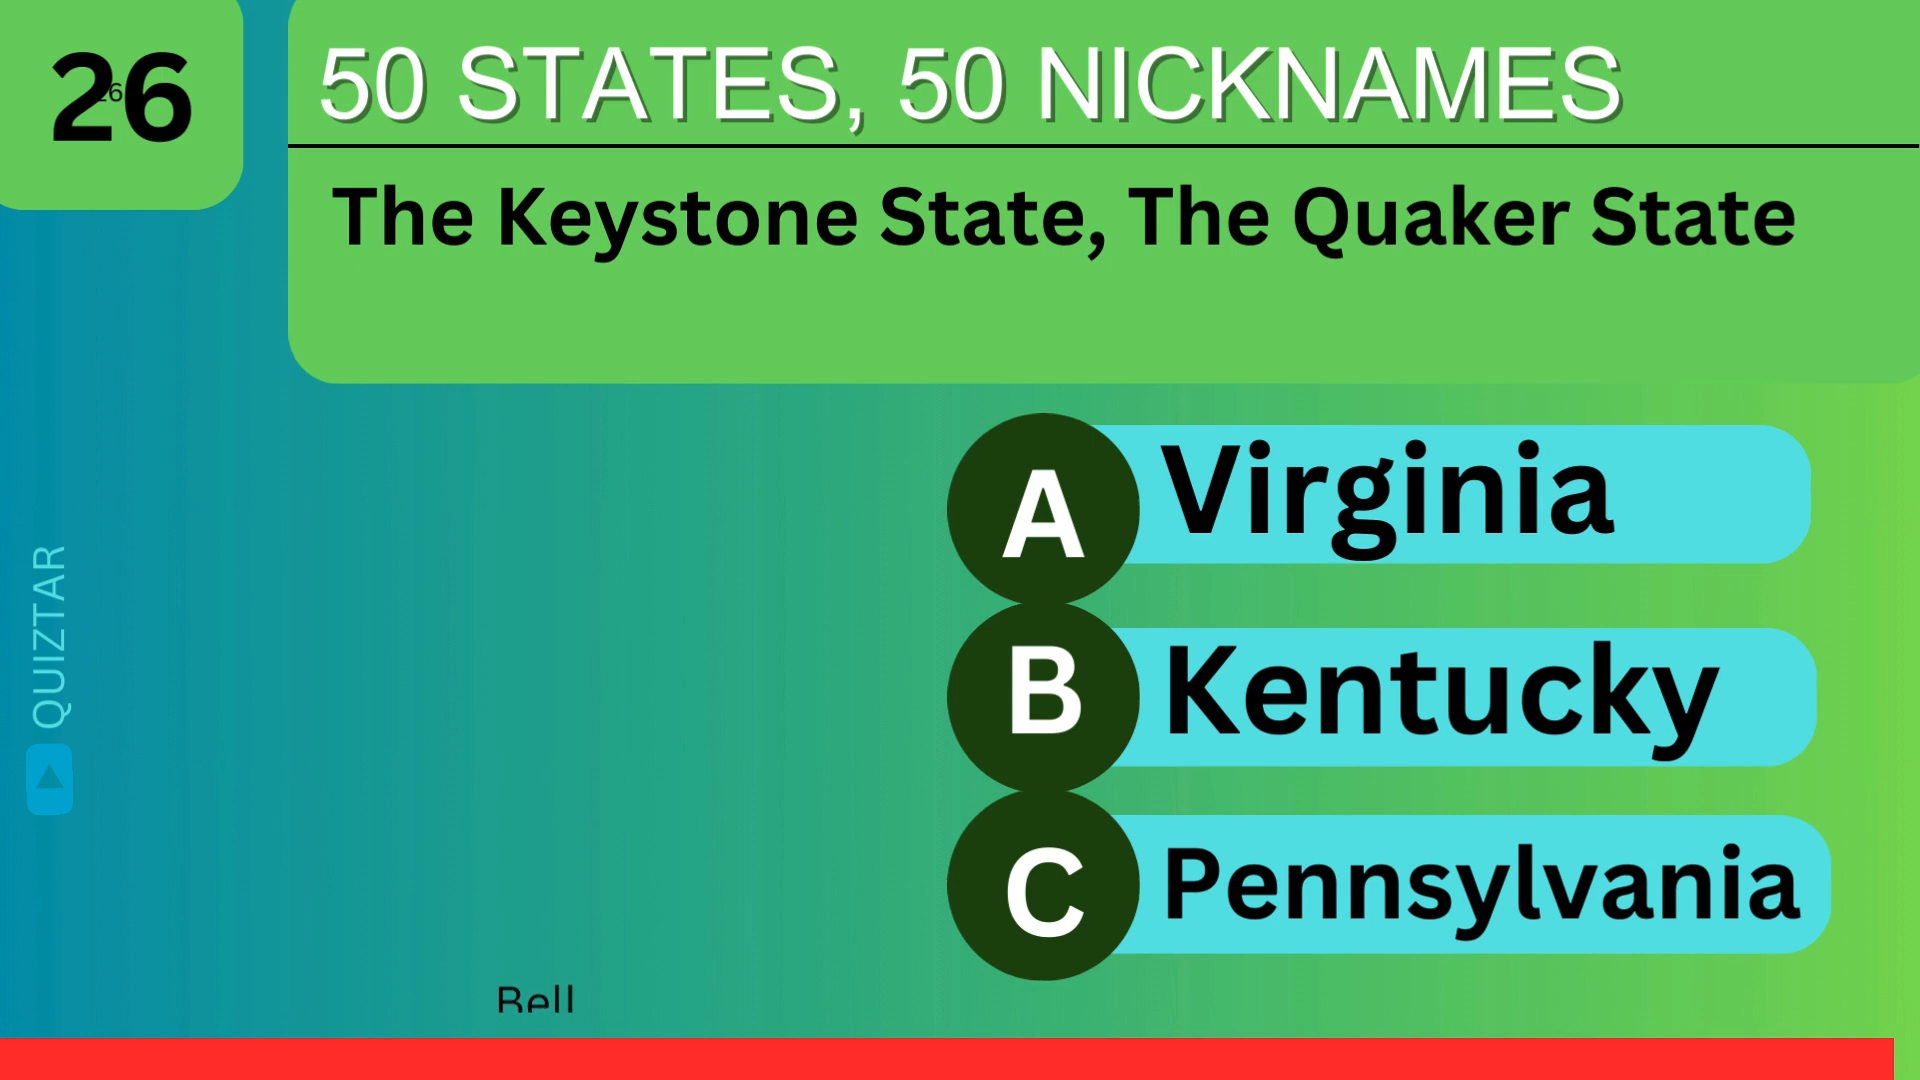 26
50 STATES, 50 NICKNAMES
The Keystone State, The Quaker State
A Virginia
B Kentucky
C Pennsylvania
QUIZTAR
Bell